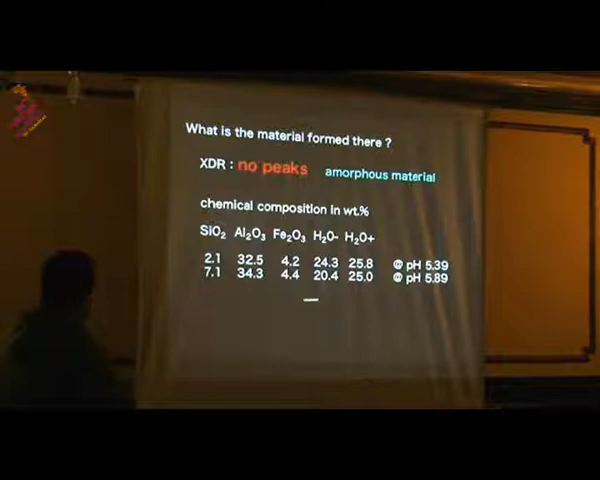 What is the material formed there ?
XDR : no peaks amorphous material
chemical composition in wt.%
SiO₂ Al₂O₃ Fe₂O₃ H₂O- H₂O+
2.1 32.5 4.2 24.3 25.8 @ pH 5.39
7.1 34.3 4.4 20.4 25.0 @ pH 5.89